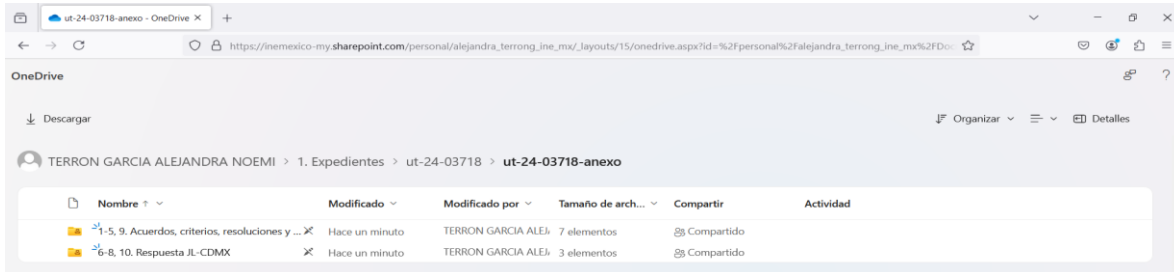 ut-24-03718-anexo - OneDrive
https://inemexico-my.sharepoint.com/personal/alejandra_terrong_ine_mx/_layouts/15/onedrive.aspx?id=%2Fpersonal%2Falejandra_terrong_ine_mx%2FDoc
OneDrive
Descargar Organizar Detalles
TERRON GARCIA ALEJANDRA NOEMI > 1. Expedientes > ut-24-03718 > ut-24-03718-anexo
Nombre Modificado Modificado por Tamaño de arch... Compartir Actividad
1-5, 9. Acuerdos, criterios, resoluciones y ... Hace un minuto TERRON GARCIA ALEJ 7 elementos Compartido
6-8, 10. Respuesta JL-CDMX Hace un minuto TERRON GARCIA ALEJ 3 elementos Compartido